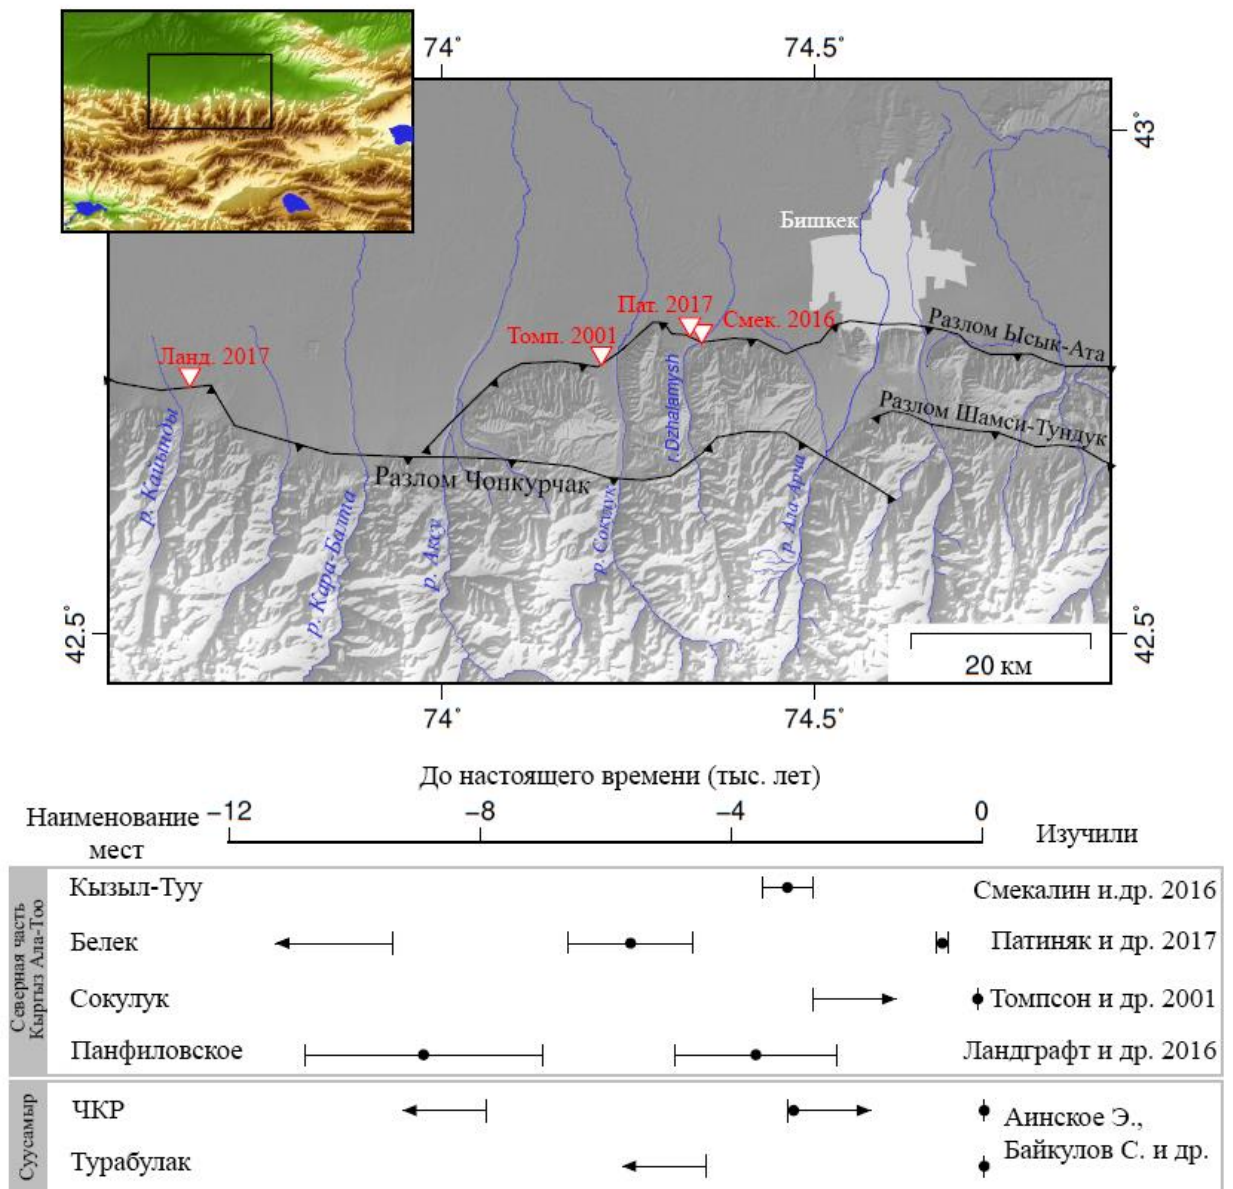 74° 74.5°
43°
Бишкек
Пат. 2017
Смек. 2016
Томп. 2001
Разлом Ысык-Ата
Ланд. 2017
Разлом Шамси-Тундук
р. Каинды
r. Dzhalamysh
Разлом Чонкурчак
р. Кара-Балта
р. Аксу
р. Сокулук
р. Ала-Арча
42.5° 42.5°
20 км
74° 74.5°
До настоящего времени (тыс. лет)
Наименование
мест
−12 −8 −4 0
Изучили
Северная часть
Кыргыз Ала-Тоо
Кызыл-Туу Смекалин и.др. 2016
Белек Патиняк и др. 2017
Сокулук Томпсон и др. 2001
Панфиловское Ландграфт и др. 2016
Суусамыр
ЧКР Аинское Э.,
Байкулов С. и др.
Турабулак